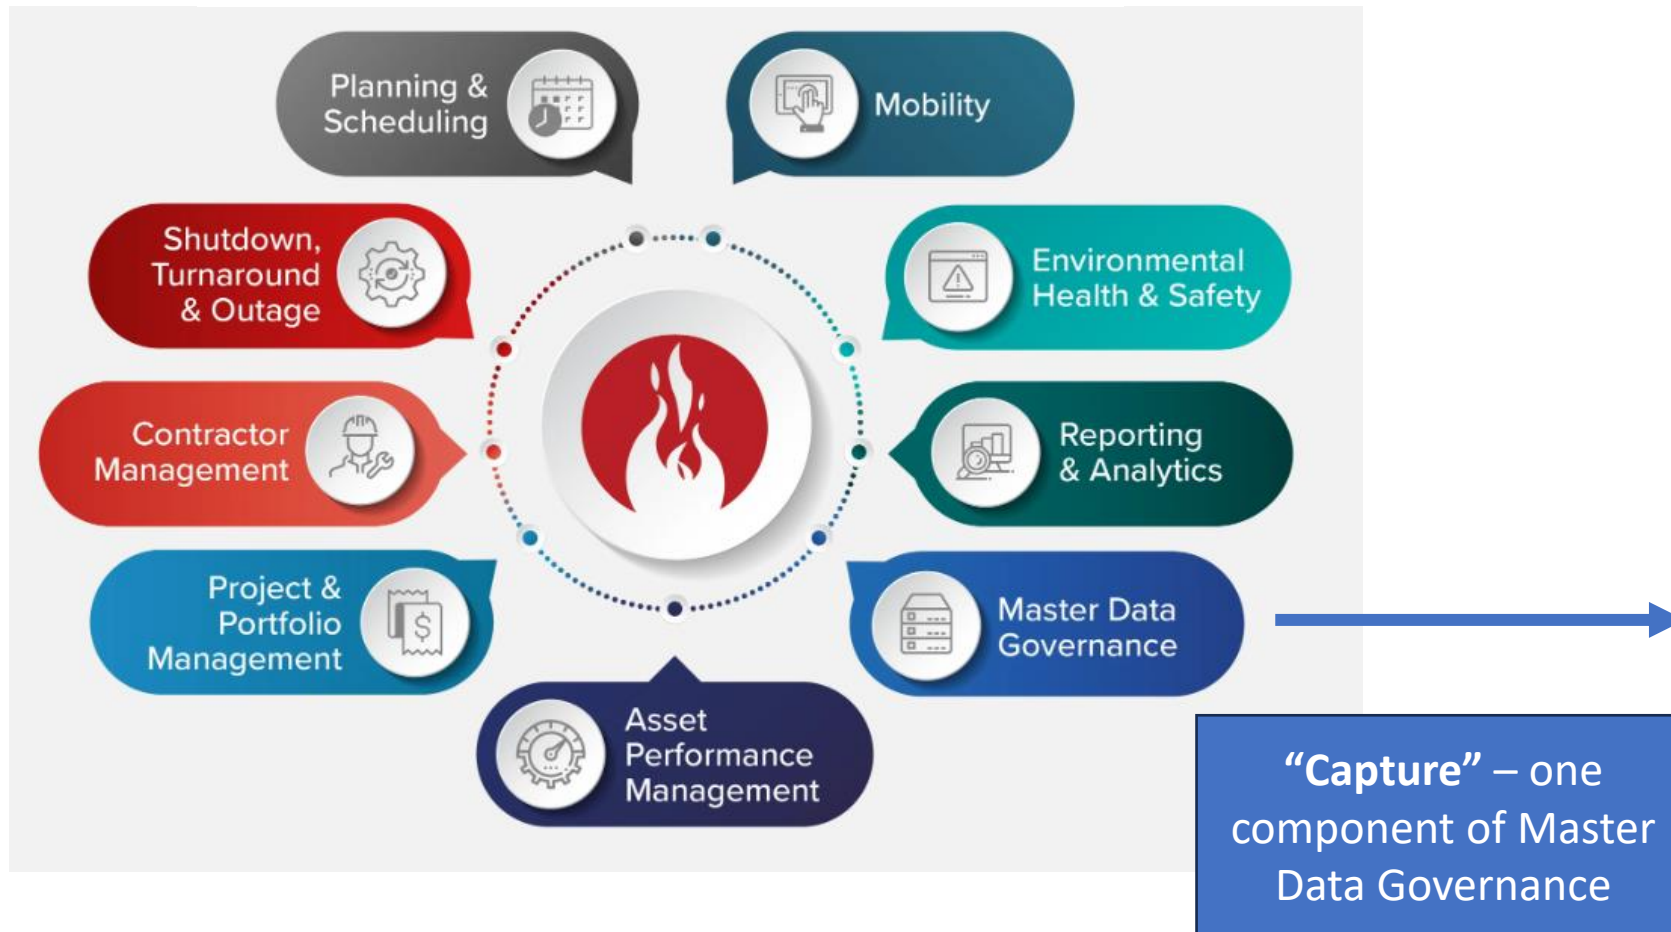 Planning &
Scheduling
Mobility
Shutdown,
Turnaround
& Outage
Environmental
Health & Safety
Contractor
Management
Reporting
& Analytics
Project &
Portfolio
Management
$
Master Data
Governance
Asset
Performance
Management
“Capture” – one
component of Master
Data Governance